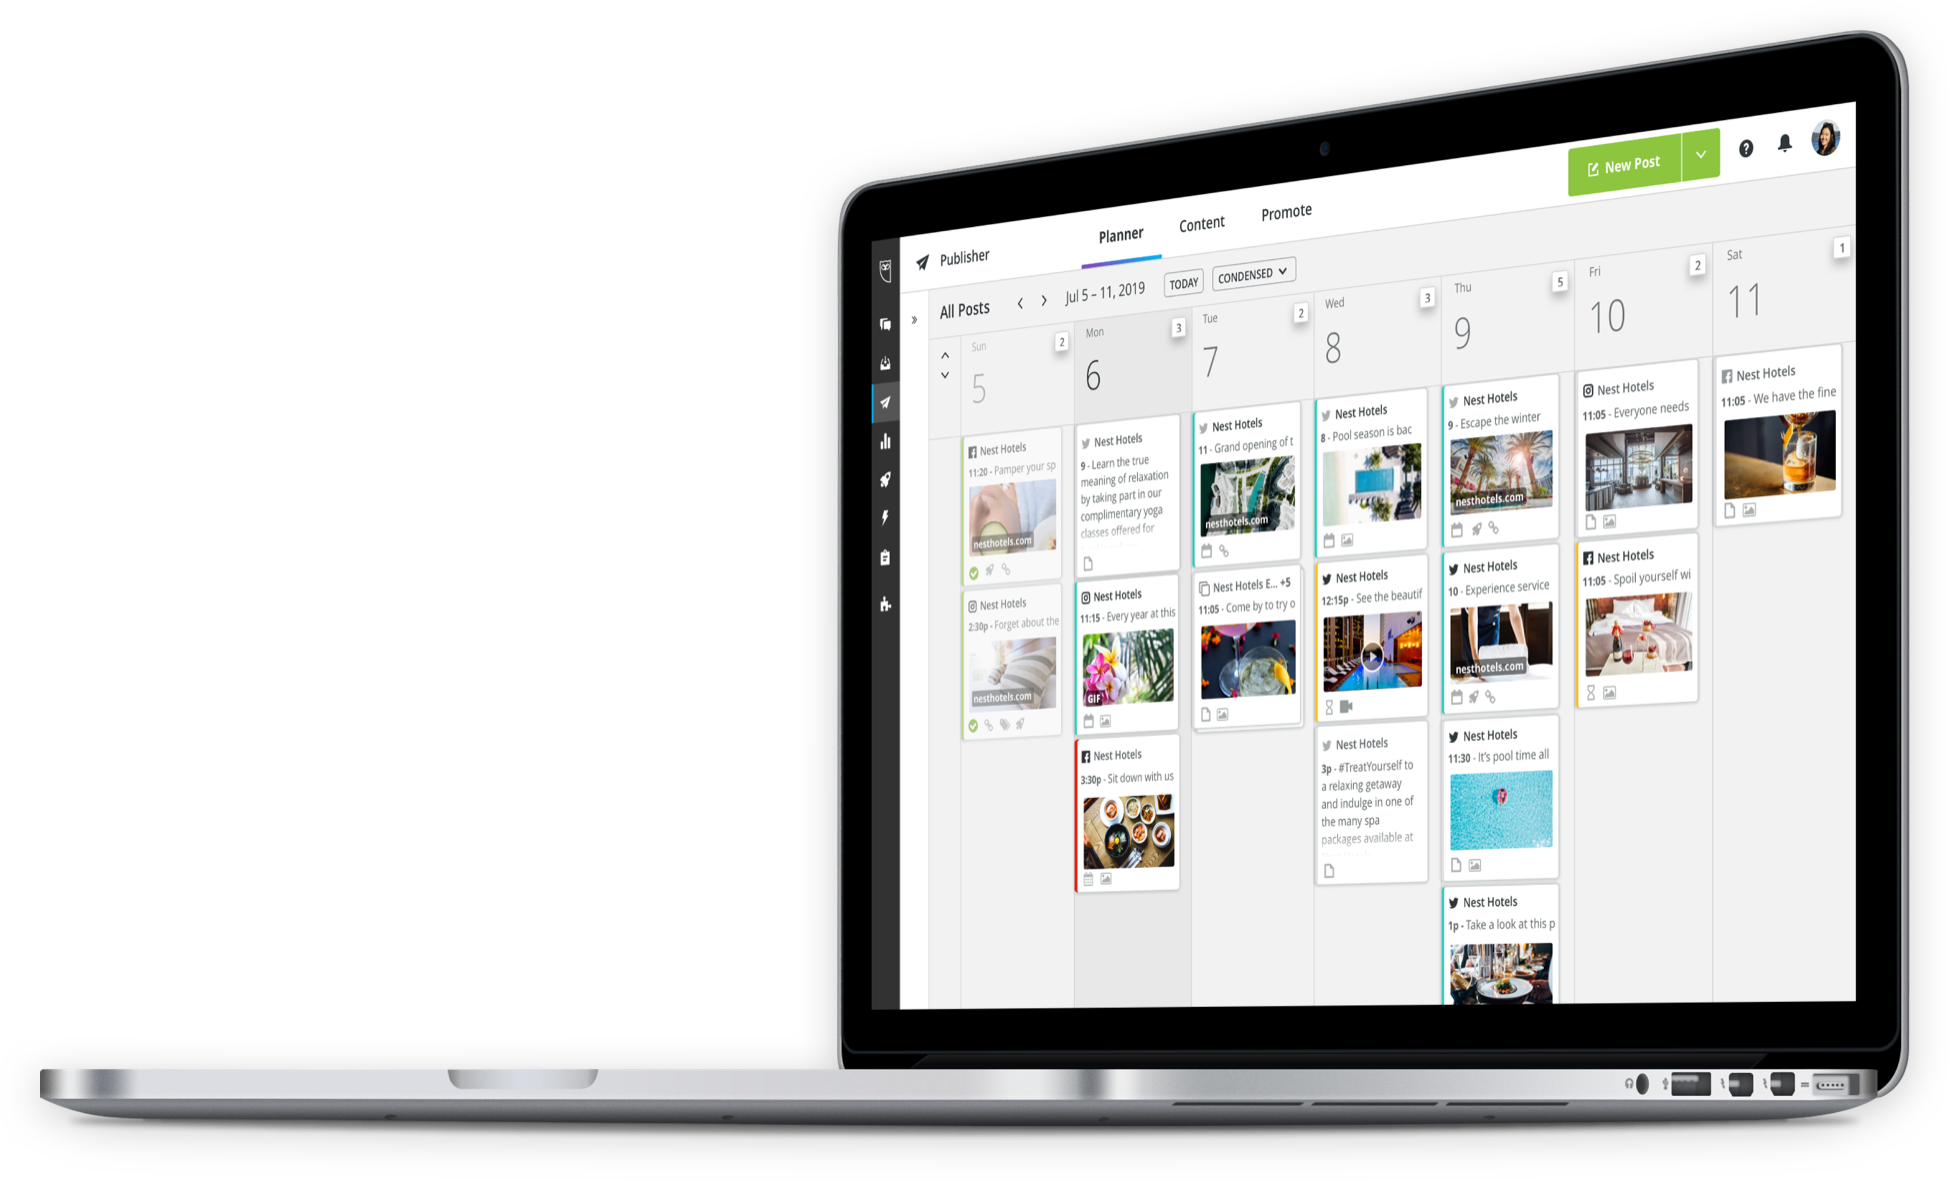 New Post
Publisher
Planner
Content
Promote
All Posts
Jul 5 – 11, 2019
TODAY
CONDENSED
Sun
2
5
Nest Hotels
11:20 - Pamper your sp
nesthotels.com
Nest Hotels
2:30p - Forget about the
nesthotels.com
Mon
3
6
Nest Hotels
9 - Learn the true
meaning of relaxation
by taking part in our
complimentary yoga
classes offered for
Nest Hotels
11:15 - Every year at this
GIF
Nest Hotels
3:30p - Sit down with us
Tue
2
7
Nest Hotels
11 - Grand opening of t
nesthotels.com
Nest Hotels E... +5
11:05 - Come by to try o
Wed
3
8
Nest Hotels
8 - Pool season is bac
Nest Hotels
12:15p - See the beautif
Nest Hotels
3p - #TreatYourself to
a relaxing getaway
and indulge in one of
the many spa
packages available at
Thu
5
9
Nest Hotels
9 - Escape the winter
nesthotels.com
Nest Hotels
10 - Experience service
nesthotels.com
Nest Hotels
11:30 - It's pool time all
Nest Hotels
1p - Take a look at this p
Fri
2
10
Nest Hotels
11:05 - Everyone needs
Nest Hotels
11:05 - Spoil yourself wi
Sat
1
11
Nest Hotels
11:05 - We have the fine